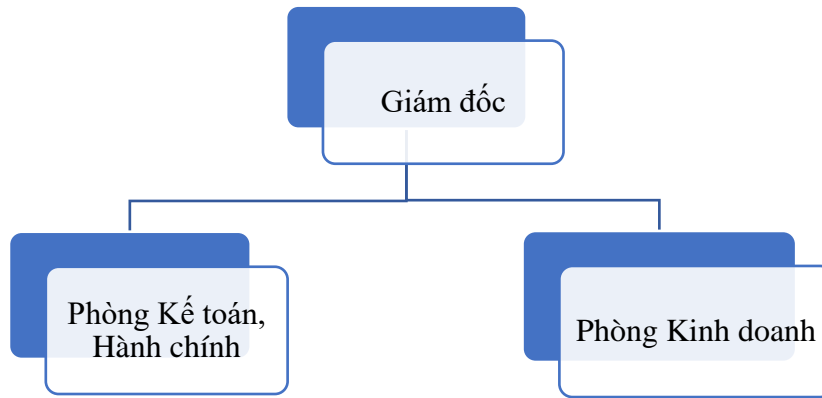 Giám đốc
Phòng Kế toán,
Hành chính
Phòng Kinh doanh